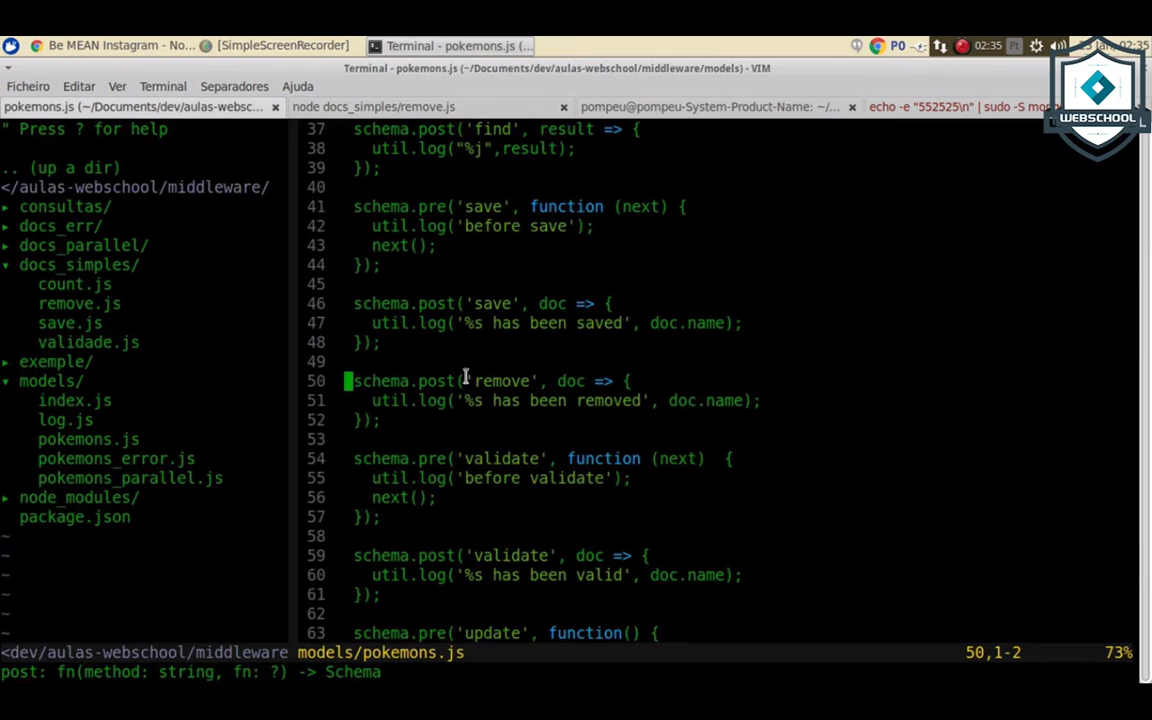 Be MEAN Instagram - No... [SimpleScreenRecorder] Terminal - pokemons.js (... 02:35 Pt
Terminal - pokemons.js (~/Documents/dev/aulas-webschool/middleware/models) - VIM
Ficheiro Editar Ver Terminal Separadores Ajuda
pokemons.js (~/Documents/dev/aulas-websc... node docs_simples/remove.js pompeu@pompeu-System-Product-Name: ~/... echo -e "552525\n" | sudo -S mon
WEBSCHOOL
" Press ? for help
.. (up a dir)
</aulas-webschool/middleware/
▸ consultas/
▸ docs_err/
▸ docs_parallel/
▾ docs_simples/
count.js
remove.js
save.js
validade.js
▸ exemple/
▾ models/
index.js
log.js
pokemons.js
pokemons_error.js
pokemons_parallel.js
▸ node_modules/
package.json
~
~
~
~
~
37 schema.post('find', result => {
38 util.log("%j",result);
39 });
40
41 schema.pre('save', function (next) {
42 util.log('before save');
43 next();
44 });
45
46 schema.post('save', doc => {
47 util.log('%s has been saved', doc.name);
48 });
49
50 schema.post('remove', doc => {
51 util.log('%s has been removed', doc.name);
52 });
53
54 schema.pre('validate', function (next)  {
55 util.log('before validate');
56 next();
57 });
58
59 schema.post('validate', doc => {
60 util.log('%s has been valid', doc.name);
61 });
62
63 schema.pre('update', function() {
<dev/aulas-webschool/middleware models/pokemons.js 50,1-2 73%
post: fn(method: string, fn: ?) -> Schema